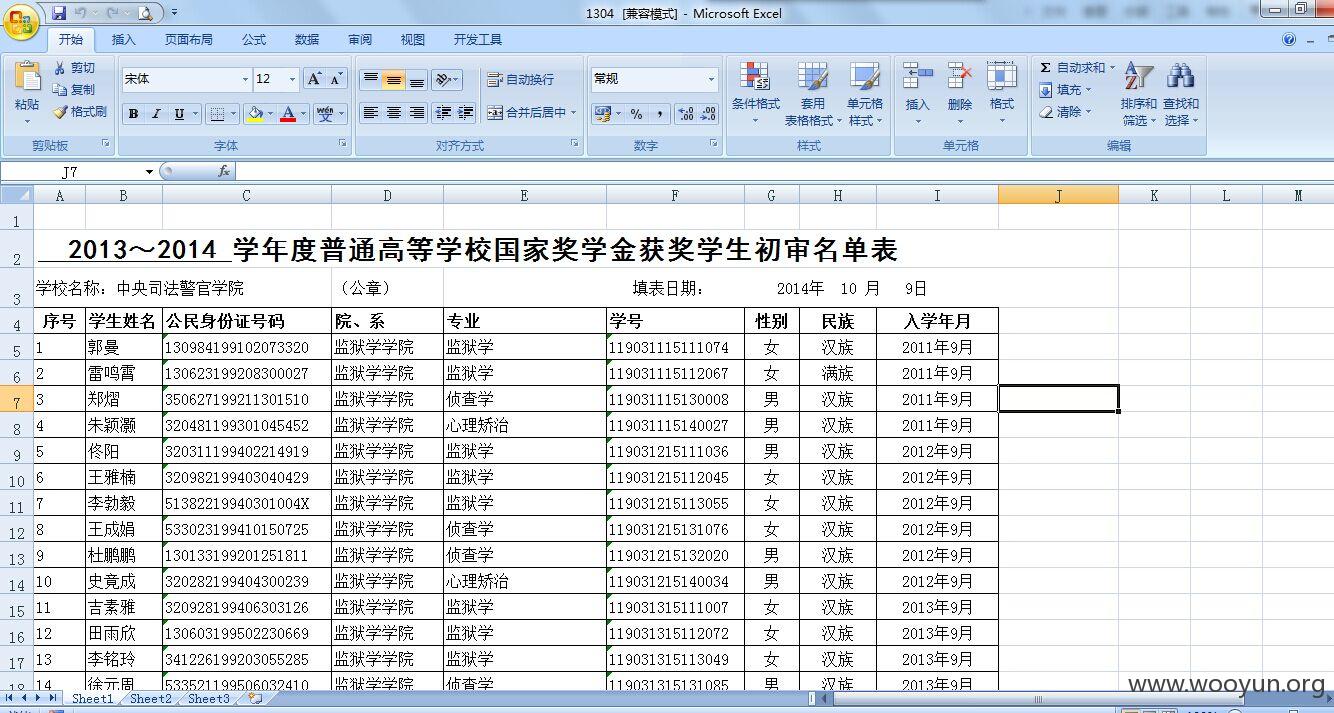 1304 [兼容模式] - Microsoft Excel
开始 插入 页面布局 公式 数据 审阅 视图 开发工具
粘贴 剪切 复制 格式刷 剪贴板
宋体 12 B I U 字体
自动换行 合并后居中 对齐方式
常规 % , 数字
条件格式 套用表格格式 单元格样式 样式
插入 删除 格式 单元格
Σ 自动求和 填充 清除 排序和筛选 查找和选择 编辑
J7 fx
A B C D E F G H I J K L M
1
2 2013～2014 学年度普通高等学校国家奖学金获奖学生初审名单表
3 学校名称：中央司法警官学院 （公章） 填表日期： 2014年 10 月 9日
4 序号 学生姓名 公民身份证号码 院、系 专业 学号 性别 民族 入学年月
5 1 郭曼 130984199102073320 监狱学学院 监狱学 119031115111074 女 汉族 2011年9月
6 2 雷鸣霄 130623199208300027 监狱学学院 监狱学 119031115112067 女 满族 2011年9月
7 3 郑熠 350627199211301510 监狱学学院 侦查学 119031115130008 男 汉族 2011年9月
8 4 朱颖灏 320481199301045452 监狱学学院 心理矫治 119031115140027 男 汉族 2011年9月
9 5 佟阳 320311199402214919 监狱学学院 监狱学 119031215111036 男 汉族 2012年9月
10 6 王雅楠 320982199403040429 监狱学学院 监狱学 119031215112045 女 汉族 2012年9月
11 7 李勃毅 51382219940301004X 监狱学学院 监狱学 119031215113055 女 汉族 2012年9月
12 8 王成娟 533023199410150725 监狱学学院 侦查学 119031215131076 女 汉族 2012年9月
13 9 杜鹏鹏 130133199201251811 监狱学学院 侦查学 119031215132020 男 汉族 2012年9月
14 10 史竟成 320282199404300239 监狱学学院 心理矫治 119031215140034 男 汉族 2012年9月
15 11 吉素雅 320928199406303126 监狱学学院 监狱学 119031315111007 女 汉族 2013年9月
16 12 田雨欣 130603199502230669 监狱学学院 监狱学 119031315112072 女 汉族 2013年9月
17 13 李铭玲 341226199203055285 监狱学学院 监狱学 119031315113049 女 汉族 2013年9月
18 14 徐元周 533521199506032410 监狱学学院 侦查学 119031315131085 男 汉族 2013年9月
Sheet1 Sheet2 Sheet3
www.wooyun.org